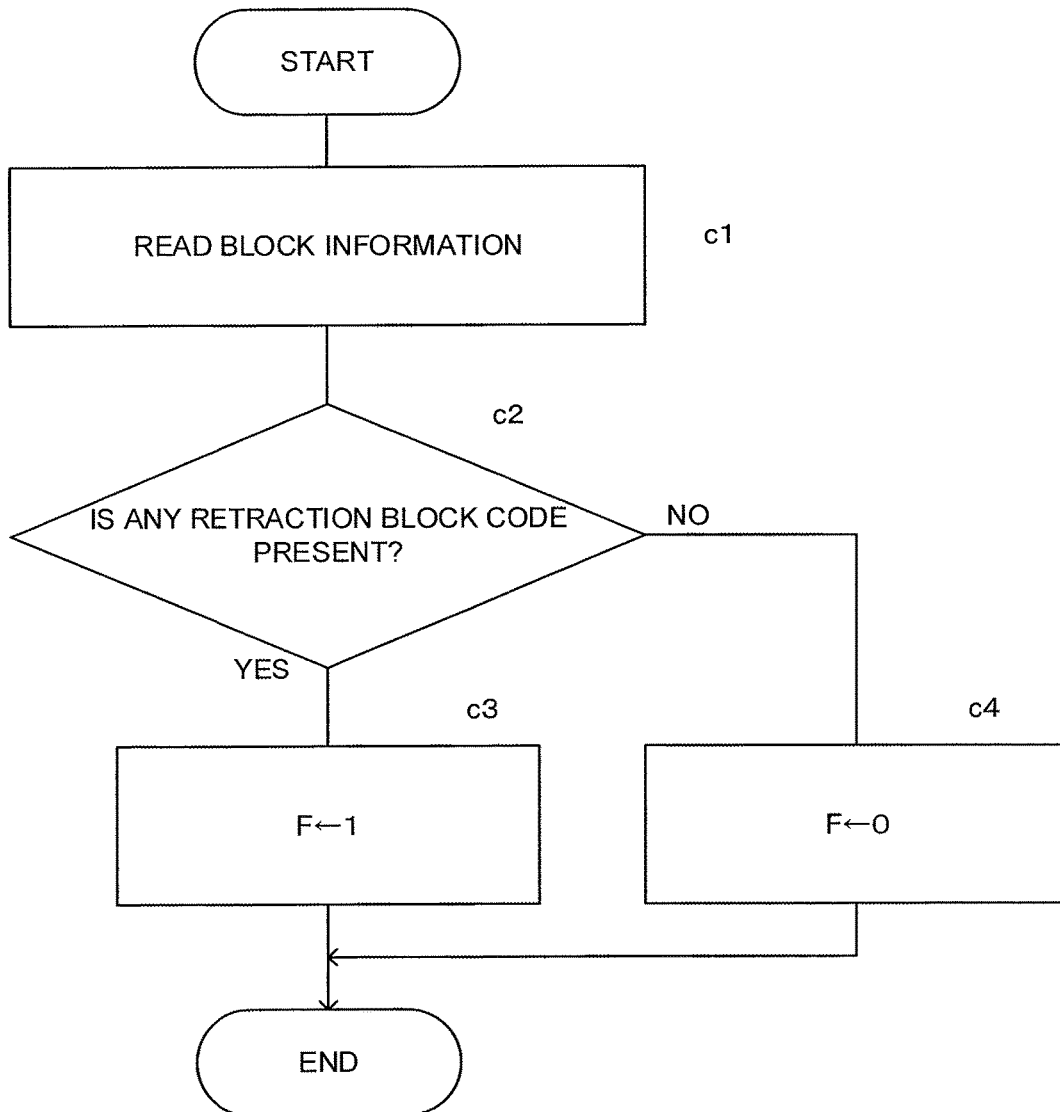 START
READ BLOCK INFORMATION
c1
c2
IS ANY RETRACTION BLOCK CODE
PRESENT?
NO
YES
c3
c4
F←1
F←0
END